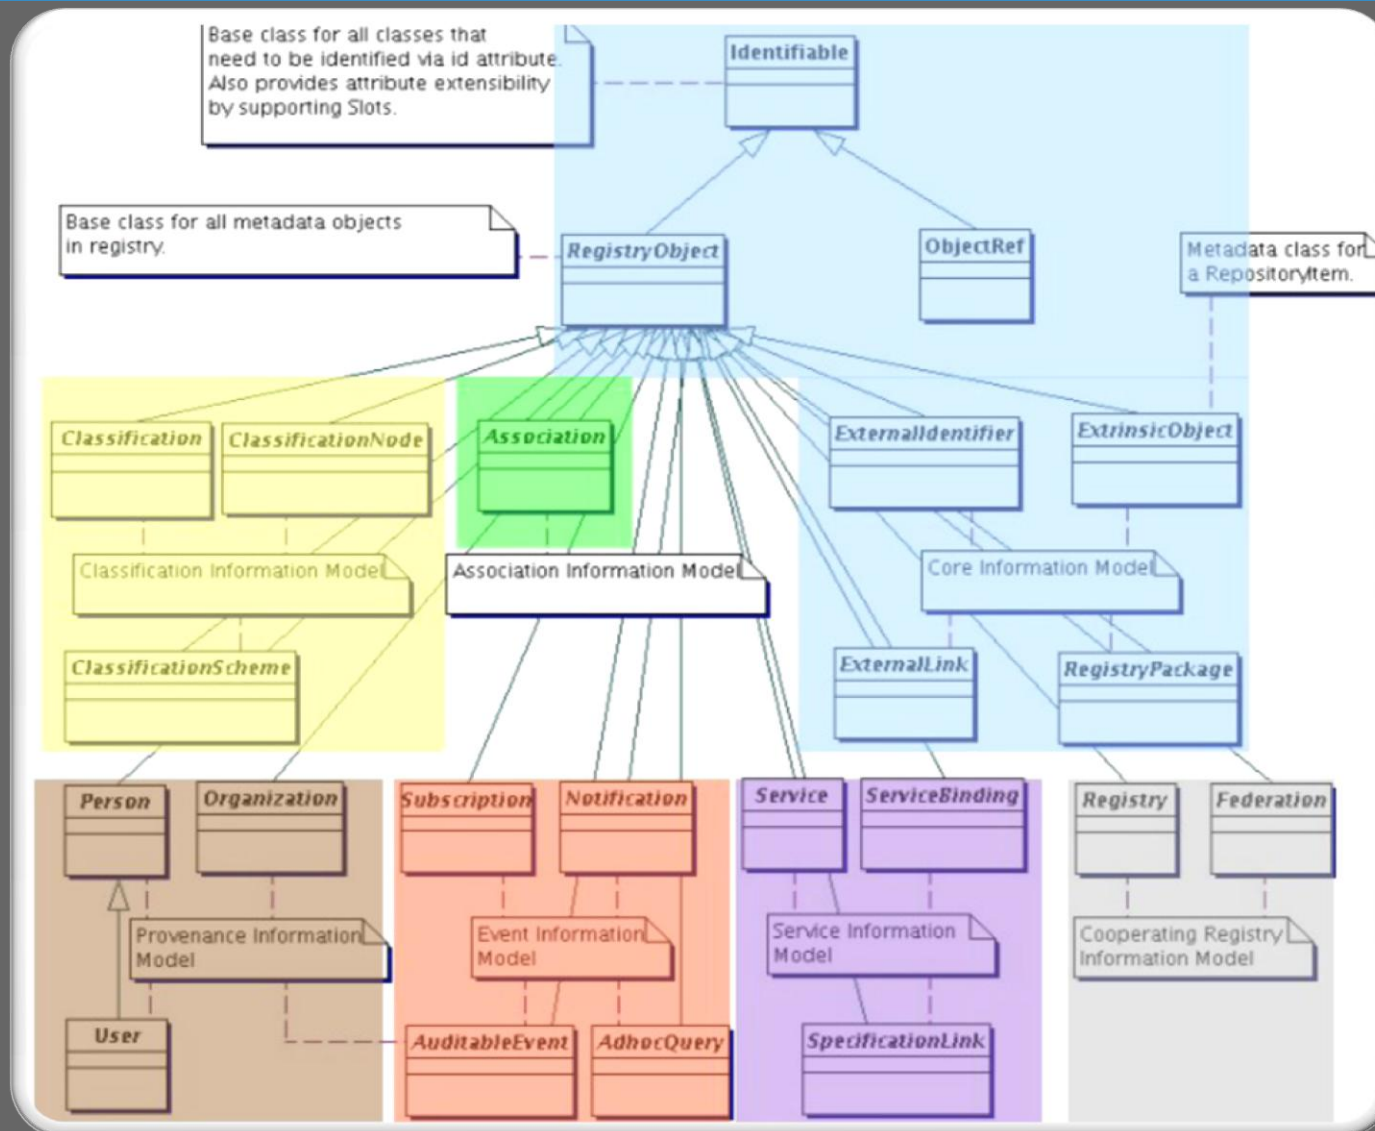 Base class for all classes that
need to be identified via id attribute.
Also provides attribute extensibility
by supporting Slots.
Identifiable
Base class for all metadata objects
in registry.
RegistryObject
ObjectRef
Metadata class for
a RepositoryItem.
Classification
ClassificationNode
Association
ExternalIdentifier
ExtrinsicObject
Classification Information Model
Association Information Model
Core Information Model
ClassificationScheme
ExternalLink
RegistryPackage
Person
Organization
Subscription
Notification
Service
ServiceBinding
Registry
Federation
Provenance Information
Model
Event Information
Model
Service Information
Model
Cooperating Registry
Information Model
User
AuditableEvent
AdhocQuery
SpecificationLink